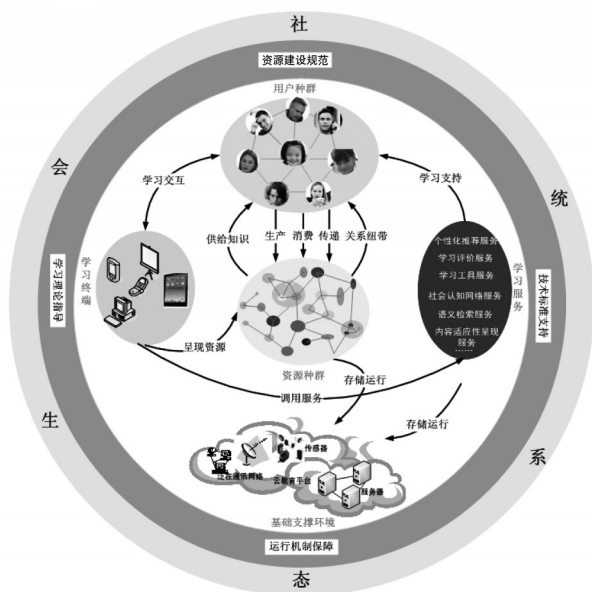 社
资源建设规范
用户种群
会
统
学习交互
学习支持
供给知识
生产
消费
传递
关系纽带
个性化推荐服务
学习评价服务
学习工具服务
社会认知网络服务
语义检索服务
内容适应性呈现
服务
……
学习终端
学习服务
学习理论指导
技术标准支持
呈现资源
资源种群
存储运行
调用服务
存储运行
生
系
传感器
泛在通讯网络
云教育平台
服务器
基础支撑环境
运行机制保障
态